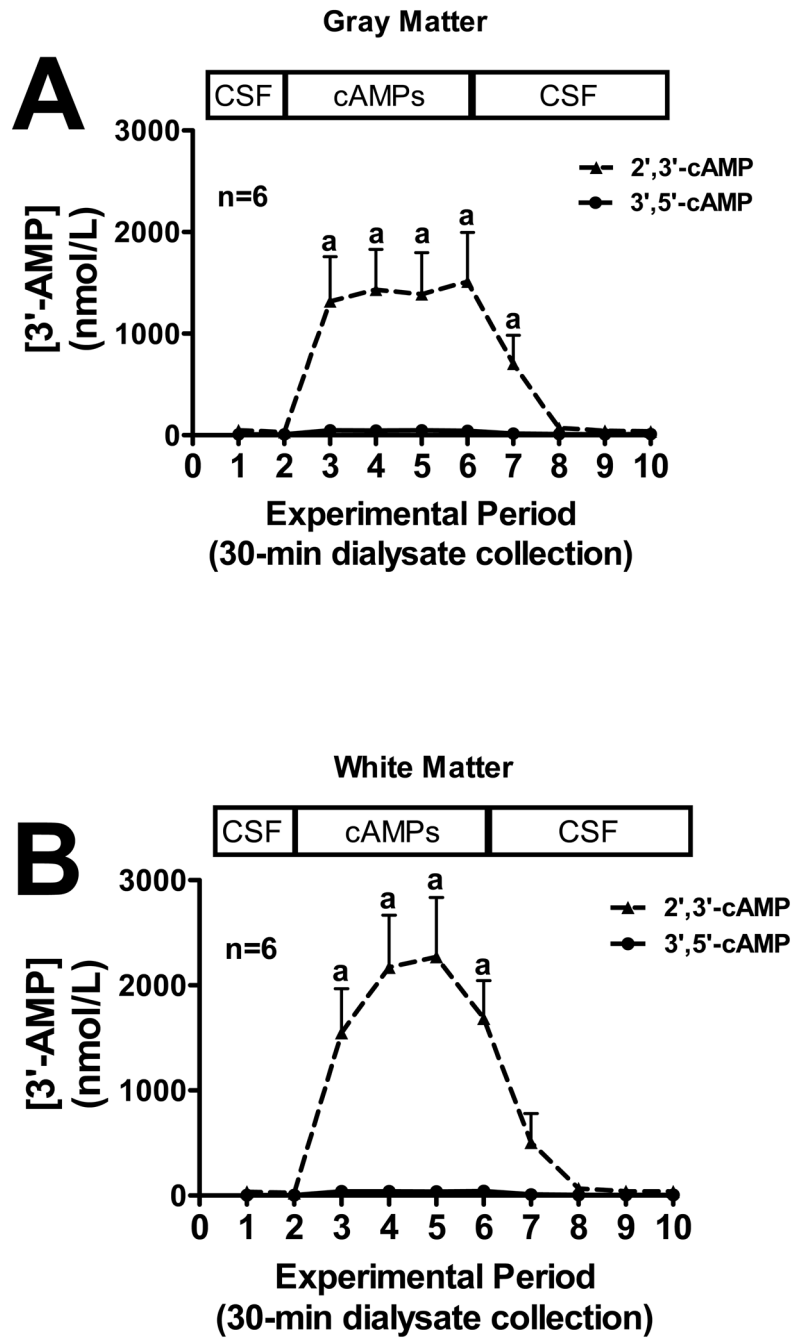 Gray Matter
A
CSF cAMPs CSF
3000
2000
1000
0
[3'-AMP]
(nmol/L)
n=6
2',3'-cAMP
3',5'-cAMP
a a a a a
0 1 2 3 4 5 6 7 8 9 10
Experimental Period
(30-min dialysate collection)
White Matter
B
CSF cAMPs CSF
3000
2000
1000
0
[3'-AMP]
(nmol/L)
n=6
2',3'-cAMP
3',5'-cAMP
a a a a
0 1 2 3 4 5 6 7 8 9 10
Experimental Period
(30-min dialysate collection)